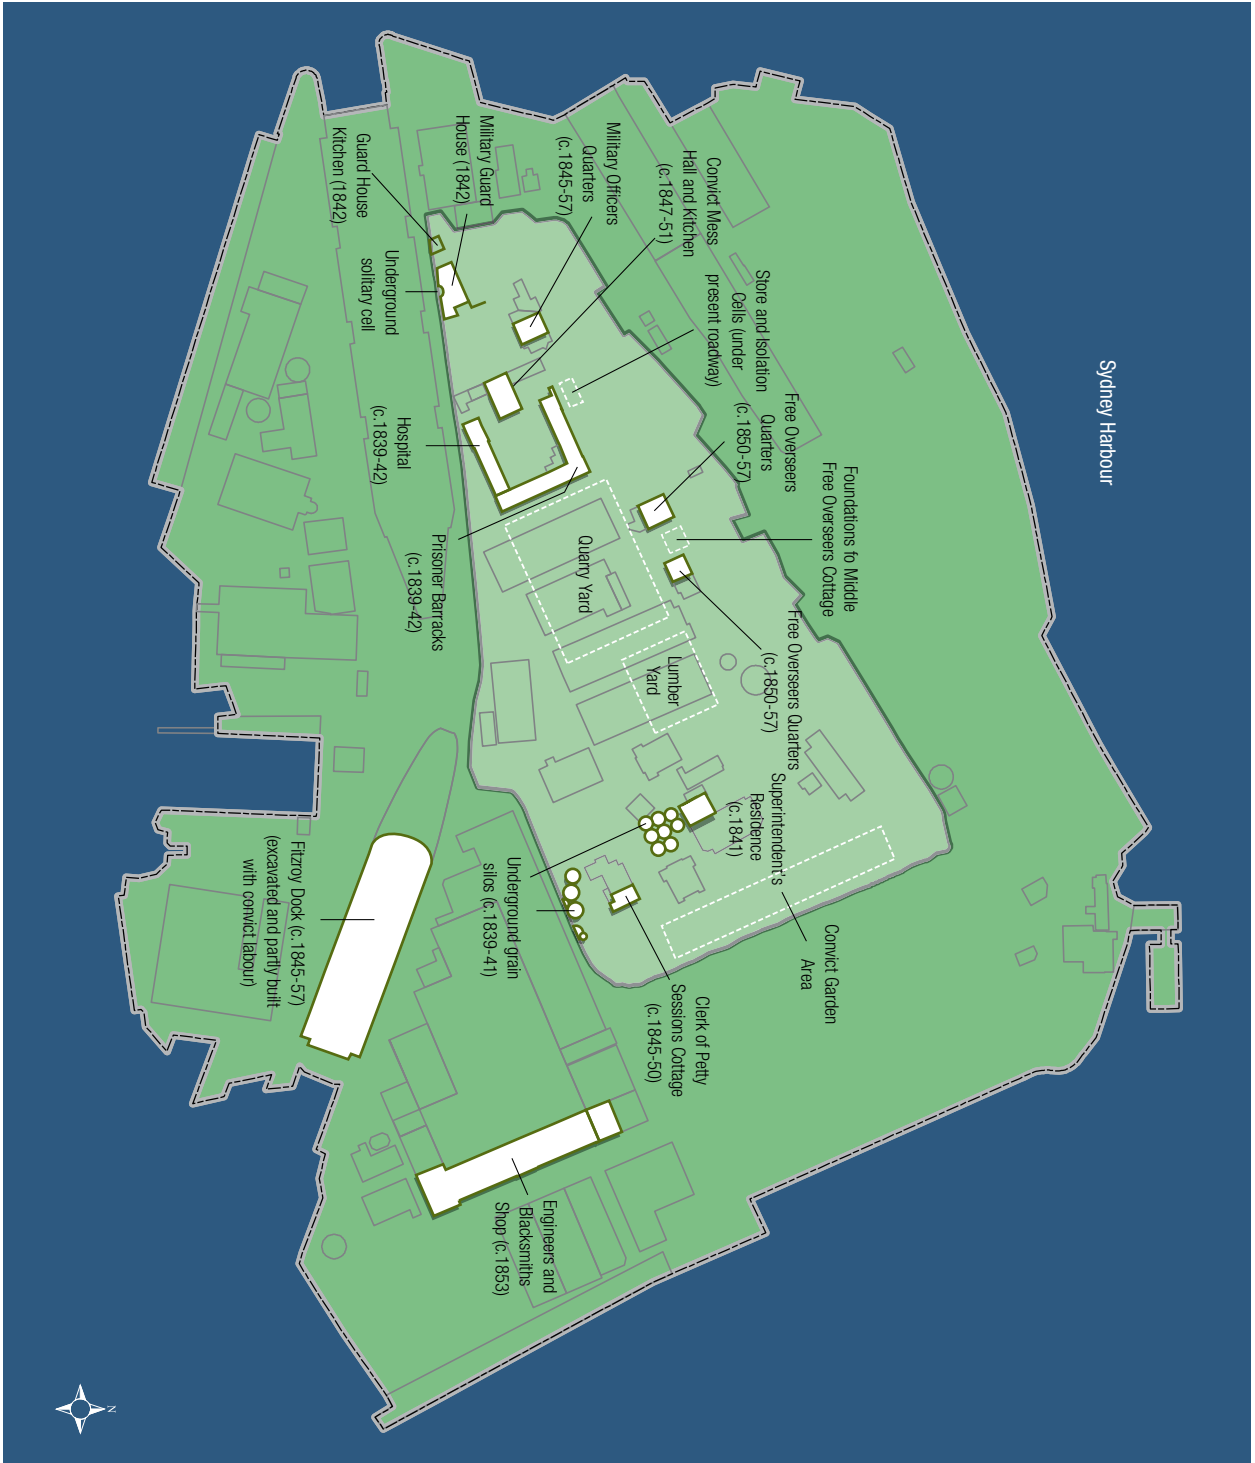 Sydney Harbour
Military Guard
House (1842)
Guard House
Kitchen (1842)
Military Officers
Quarters
(c.1845-57)
Convict Mess
Hall and Kitchen
(c.1847-51)
Underground
solitary cell
Store and Isolation
Cells (under
present roadway)
Free Overseers
Quarters
(c.1850-57)
Hospital
(c.1839-42)
Foundations fo Middle
Free Overseers Cottage
Prisoner Barracks
(c.1839-42)
Quarry Yard
Free Overseers Quarters
(c.1850-57)
Lumber
Yard
Superintendent's
Residence
(c.1841)
Fitzroy Dock (c.1845-57)
(excavated and partly built
with convict labour)
Underground grain
silos (c.1839-41)
Convict Garden
Area
Clerk of Petty
Sessions Cottage
(c.1845-50)
Engineers and
Blacksmiths
Shop (c.1853)
N